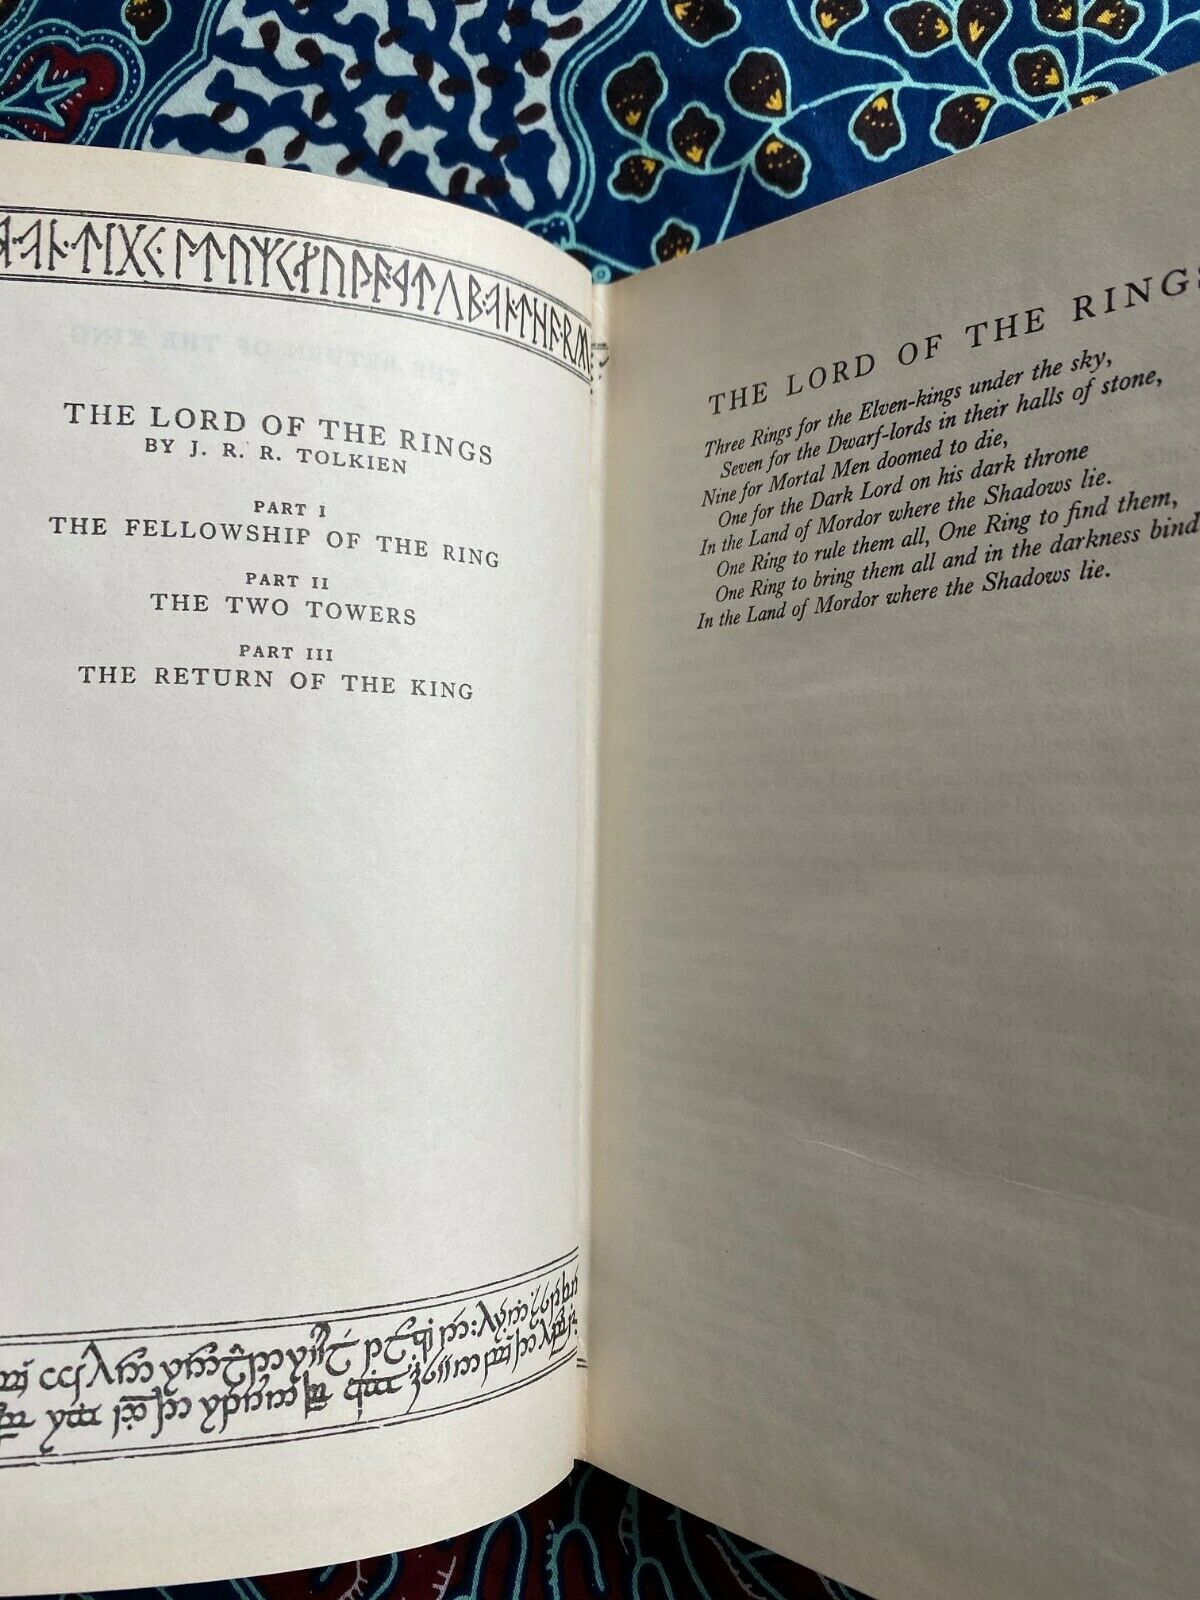 THE LORD OF THE RINGS
BY J. R. R. TOLKIEN
PART I
THE FELLOWSHIP OF THE RING
PART II
THE TWO TOWERS
PART III
THE RETURN OF THE KING
THE LORD OF THE RINGS
Three Rings for the Elven-kings under the sky,
Seven for the Dwarf-lords in their halls of stone,
Nine for Mortal Men doomed to die,
One for the Dark Lord on his dark throne
In the Land of Mordor where the Shadows lie.
One Ring to rule them all, One Ring to find them,
One Ring to bring them all and in the darkness bind
In the Land of Mordor where the Shadows lie.